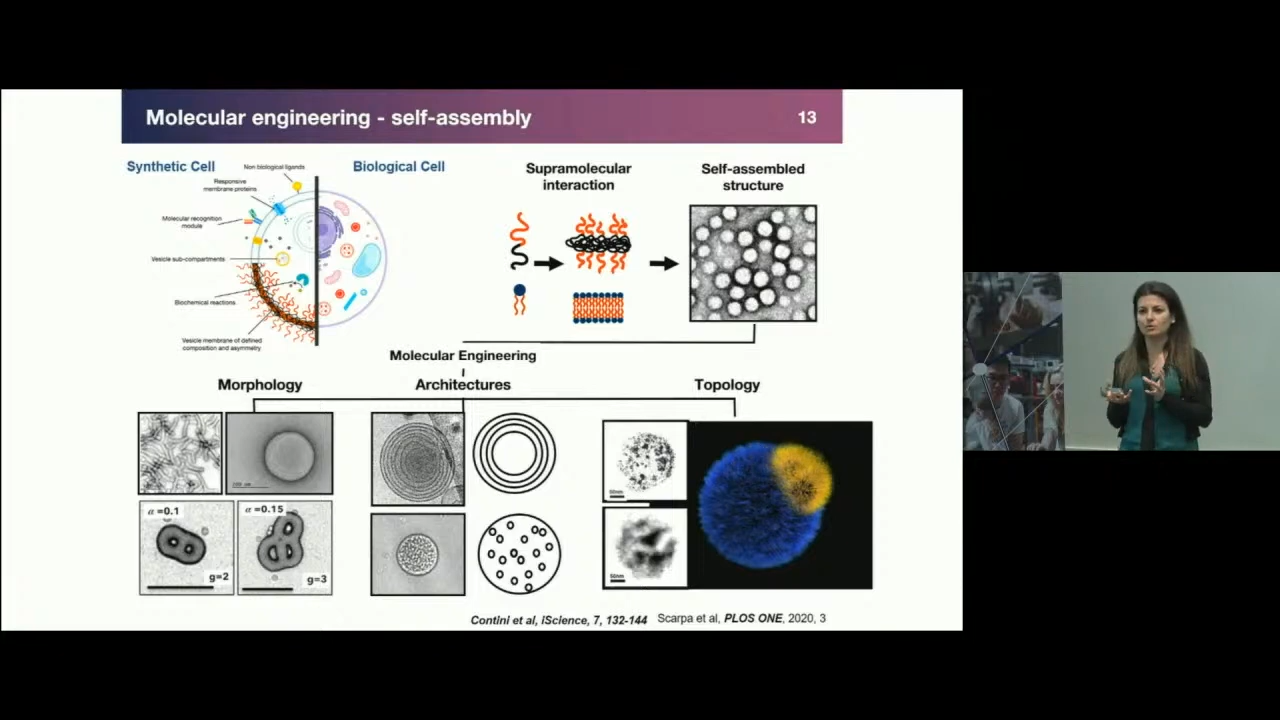 Molecular engineering - self-assembly
13
Synthetic Cell
Biological Cell
Non biological ligands
Responsive
membrane proteins
Molecular recognition
module
Vesicle sub-compartments
Biochemical reactions
Vesicle membrane of defined
composition and asymmetry
Supramolecular
interaction
Self-assembled
structure
Molecular Engineering
Morphology
Architectures
Topology
α=0.1
g=2
α=0.15
g=3
50nm
50nm
Contini et al, iScience, 7, 132-144
Scarpa et al, PLOS ONE, 2020, 3